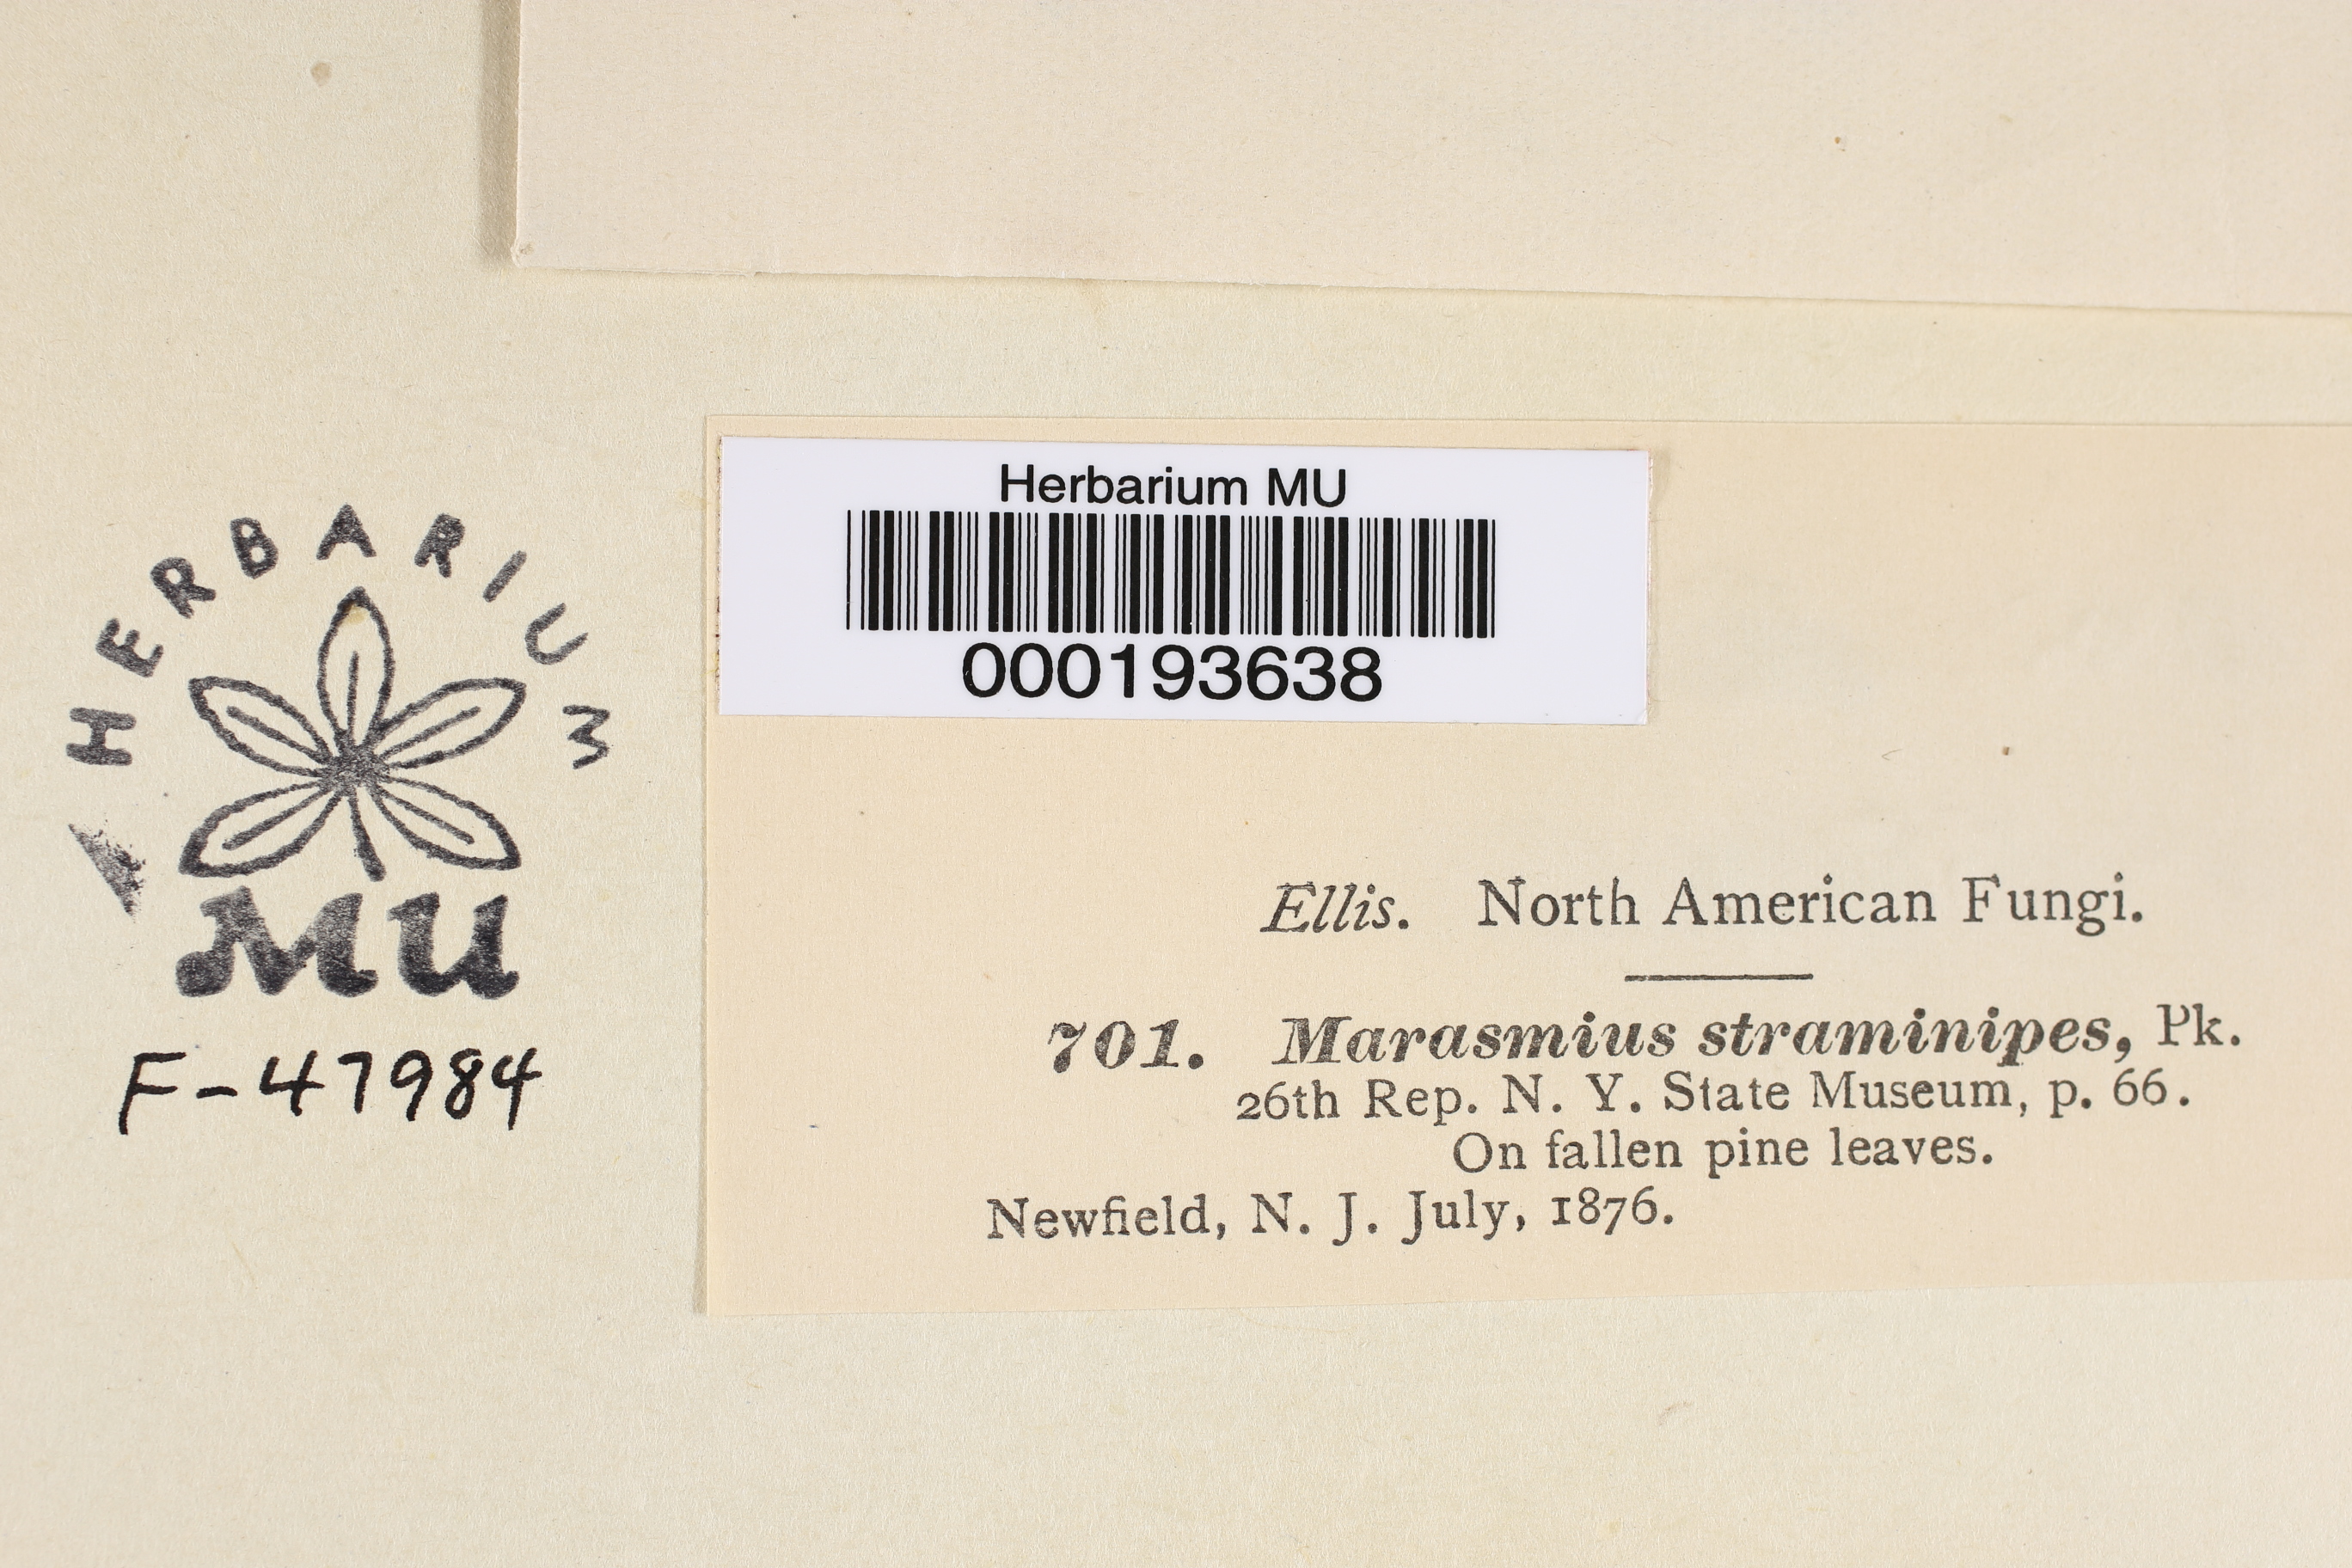 HERBARIUM
MU
F-47984
Herbarium MU
000193638
Ellis. North American Fungi.
701. Marasmius straminipes, Pk.
26th Rep. N. Y. State Museum, p. 66.
On fallen pine leaves.
Newfield, N. J. July, 1876.